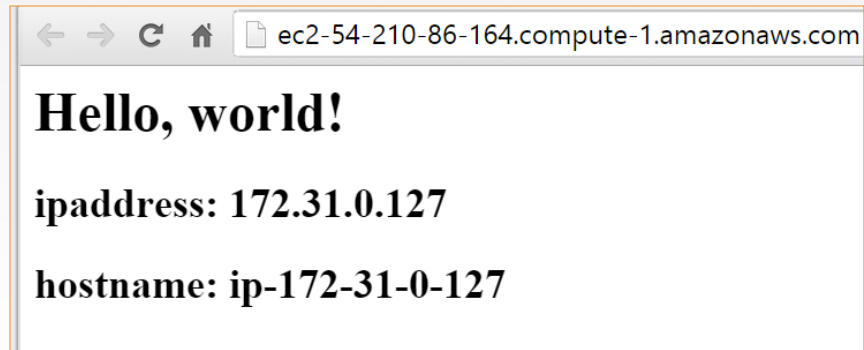 ec2-54-210-86-164.compute-1.amazonaws.com
Hello, world!
ipaddress: 172.31.0.127
hostname: ip-172-31-0-127